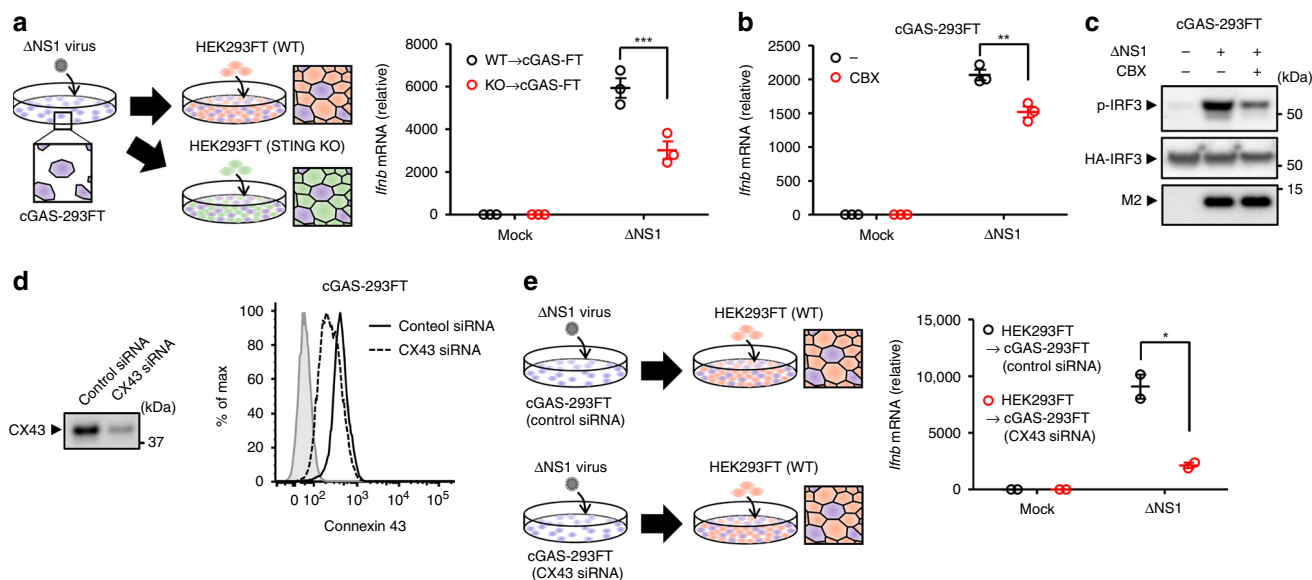 a
ΔNS1 virus
cGAS-293FT
HEK293FT (WT)
HEK293FT (STING KO)
Ifnb mRNA (relative)
8000
6000
4000
2000
0
WT→cGAS-FT
KO→cGAS-FT
***
Mock
ΔNS1
b
cGAS-293FT
Ifnb mRNA (relative)
2500
2000
1500
1000
500
0
–
CBX
**
Mock
ΔNS1
c
cGAS-293FT
ΔNS1 – + +
CBX – – + (kDa)
p-IRF3
50
HA-IRF3
50
15
M2
d
Control siRNA
CX43 siRNA
(kDa)
CX43
37
cGAS-293FT
% of max
100
80
60
40
20
0
0 10² 10³ 10⁴ 10⁵
Connexin 43
Conteol siRNA
CX43 siRNA
e
ΔNS1 virus
cGAS-293FT
(control siRNA)
HEK293FT (WT)
ΔNS1 virus
cGAS-293FT
(CX43 siRNA)
HEK293FT (WT)
Ifnb mRNA (relative)
15,000
10,000
5000
0
HEK293FT
→cGAS-293FT
(control siRNA)
HEK293FT
→cGAS-293FT
(CX43 siRNA)
*
Mock
ΔNS1